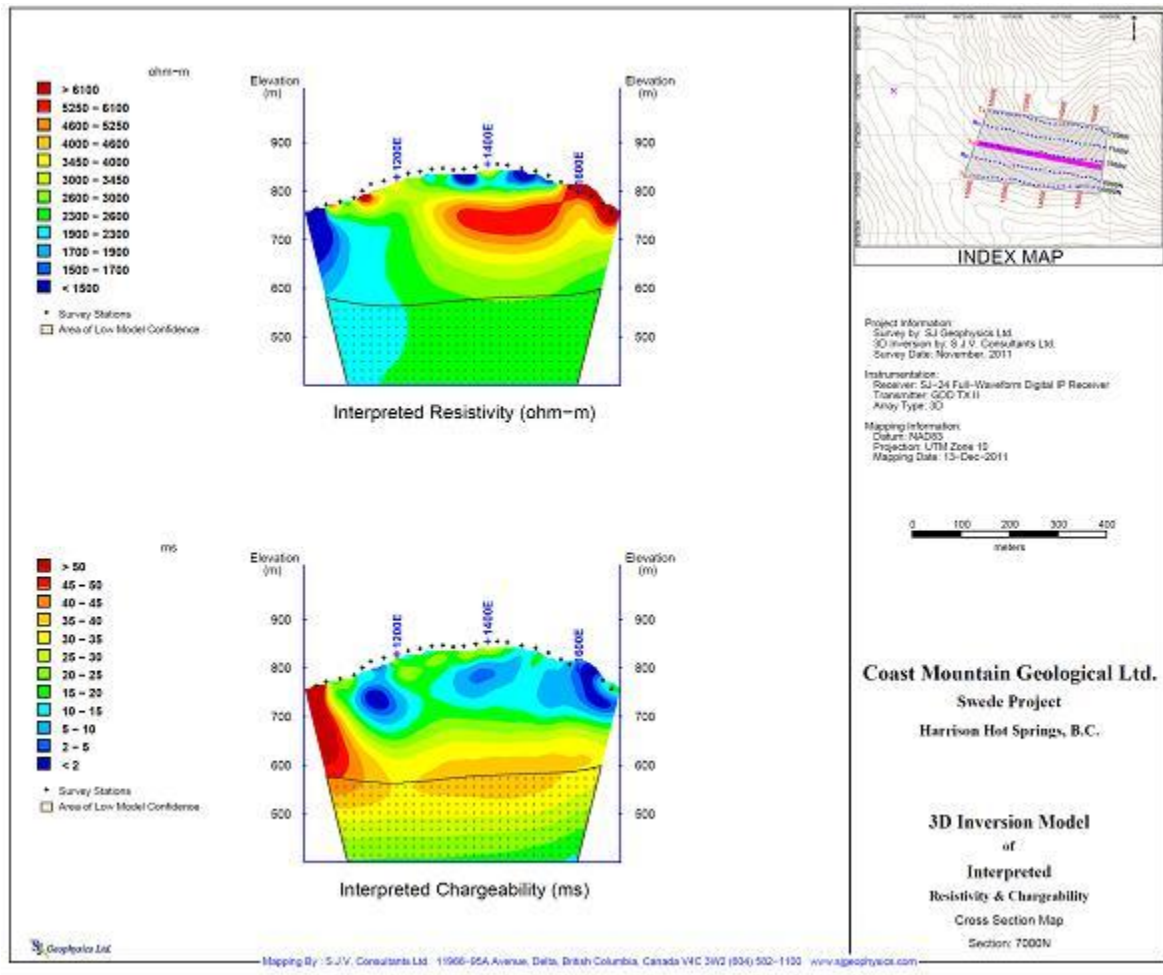 ohm-m
> 6100
5250 - 6100
4600 - 5250
4000 - 4600
3450 - 4000
3000 - 3450
2600 - 3000
2300 - 2600
1900 - 2300
1700 - 1900
1500 - 1700
< 1500
Survey Stations
Area of Low Model Confidence
Elevation
(m)
900
800
700
600
500
1200E
1400E
1600E
Elevation
(m)
900
800
700
600
500
Interpreted Resistivity (ohm-m)
ms
> 50
45 - 50
40 - 45
35 - 40
30 - 35
25 - 30
20 - 25
15 - 20
10 - 15
5 - 10
2 - 5
< 2
Survey Stations
Area of Low Model Confidence
Elevation
(m)
900
800
700
600
500
1200E
1400E
1600E
Elevation
(m)
900
800
700
600
500
Interpreted Chargeability (ms)
INDEX MAP
Project Information:
Survey by: SJ Geophysics Ltd.
3D Inversion by: S.J.V. Consultants Ltd.
Survey Date: November, 2011
Instrumentation:
Receiver: SJ-24 Full-Waveform Digital IP Receiver
Transmitter: GDD TX II
Array Type: 3D
Mapping Information:
Datum: NAD83
Projection: UTM Zone 10
Mapping Date: 13-Dec-2011
0 100 200 300 400
meters
Coast Mountain Geological Ltd.
Swede Project
Harrison Hot Springs, B.C.
3D Inversion Model
of
Interpreted
Resistivity & Chargeability
Cross Section Map
Section: 7000N
SJ Geophysics Ltd.
Mapping By : S.J.V. Consultants Ltd. 11966-95A Avenue, Delta, British Columbia, Canada V4C 3W2 (604) 582-1100 www.sjgeophysics.com